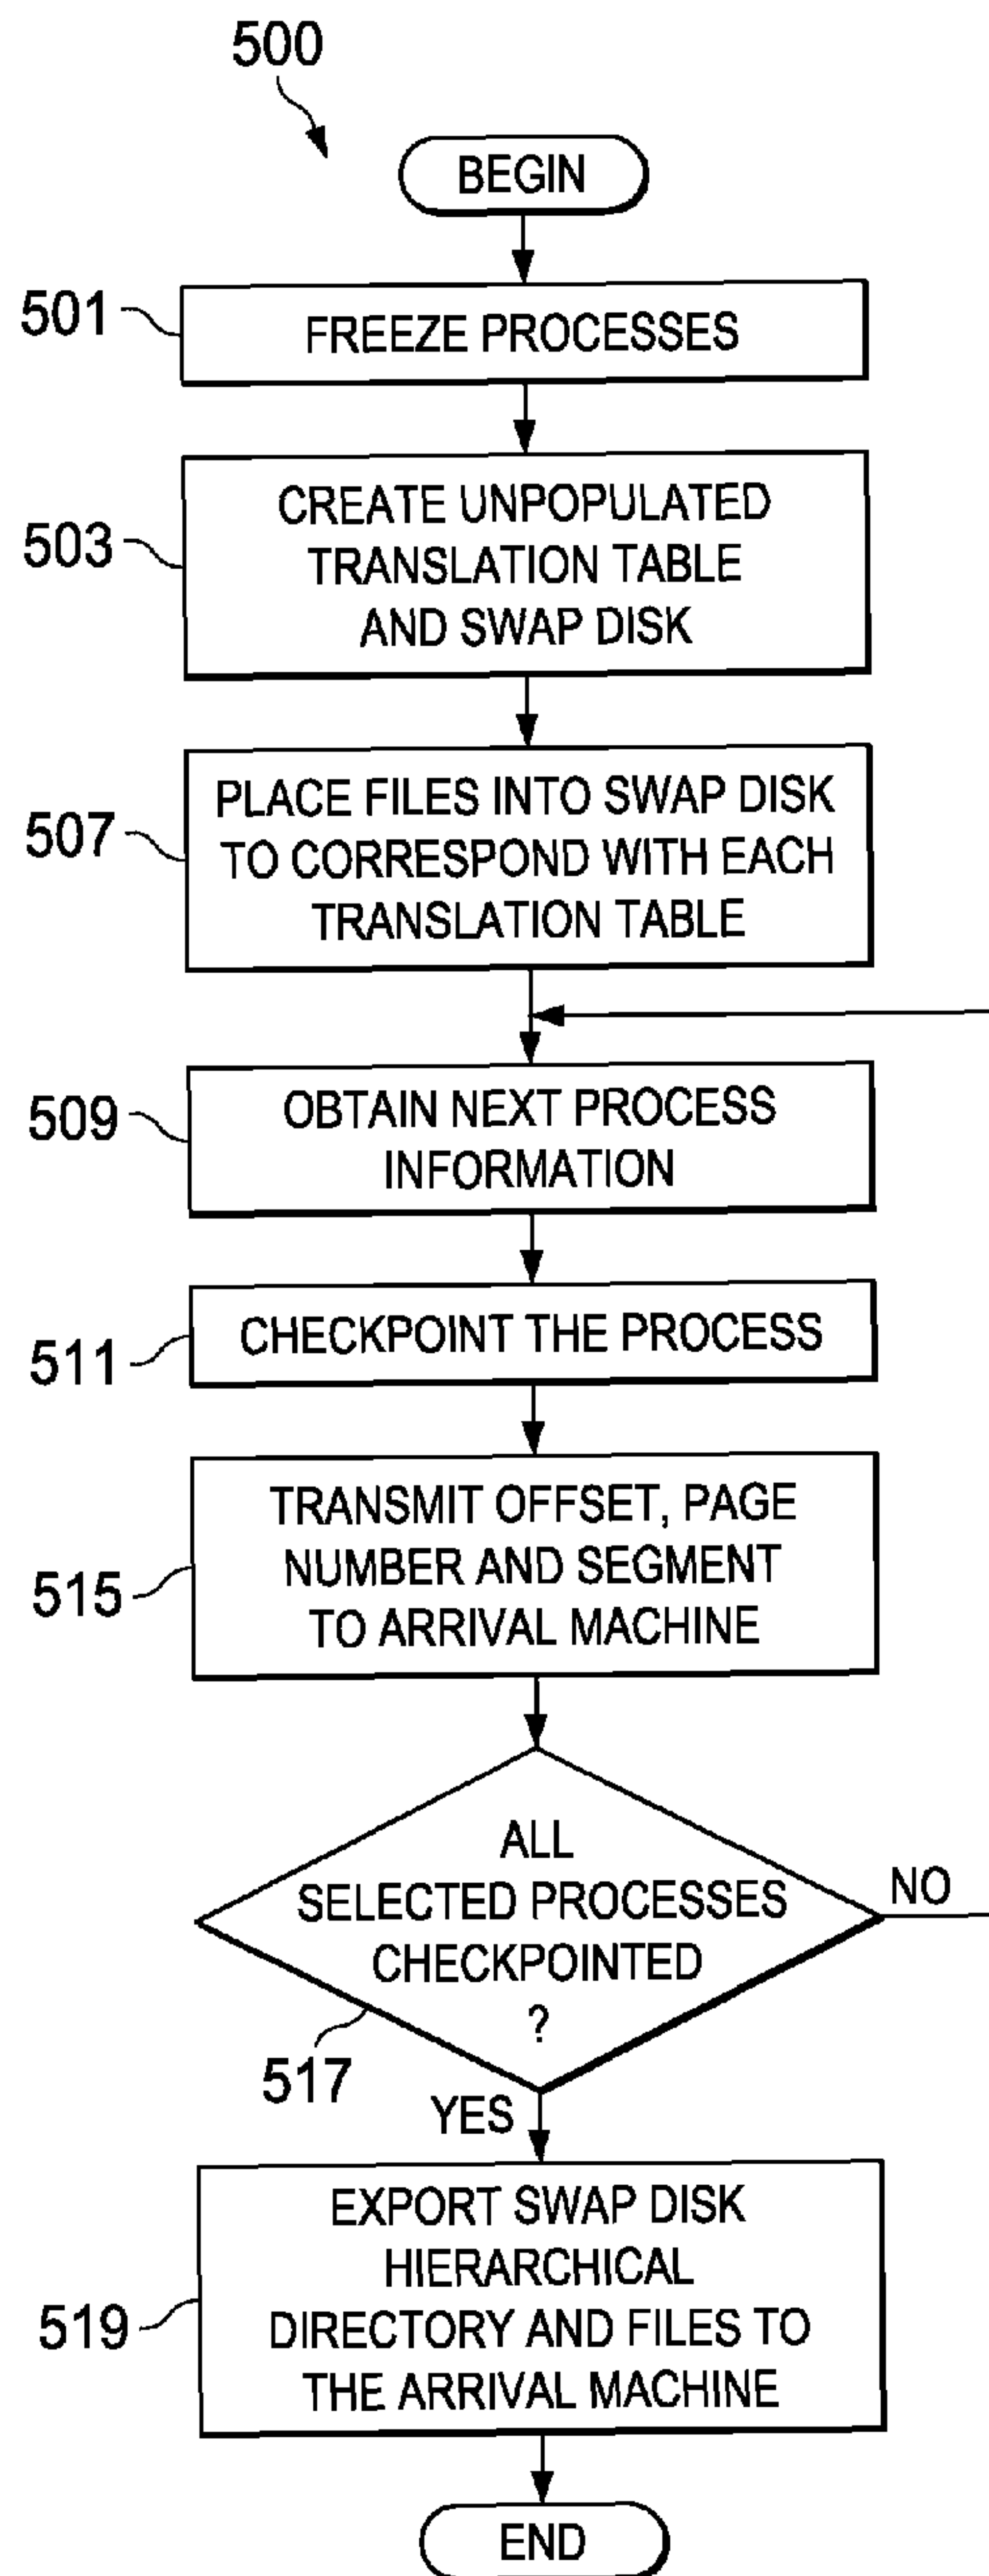 500
BEGIN
501
FREEZE PROCESSES
503
CREATE UNPOPULATED
TRANSLATION TABLE
AND SWAP DISK
507
PLACE FILES INTO SWAP DISK
TO CORRESPOND WITH EACH
TRANSLATION TABLE
509
OBTAIN NEXT PROCESS
INFORMATION
511
CHECKPOINT THE PROCESS
515
TRANSMIT OFFSET, PAGE
NUMBER AND SEGMENT
TO ARRIVAL MACHINE
ALL
SELECTED PROCESSES
CHECKPOINTED
?
NO
517
YES
519
EXPORT SWAP DISK
HIERARCHICAL
DIRECTORY AND FILES TO
THE ARRIVAL MACHINE
END